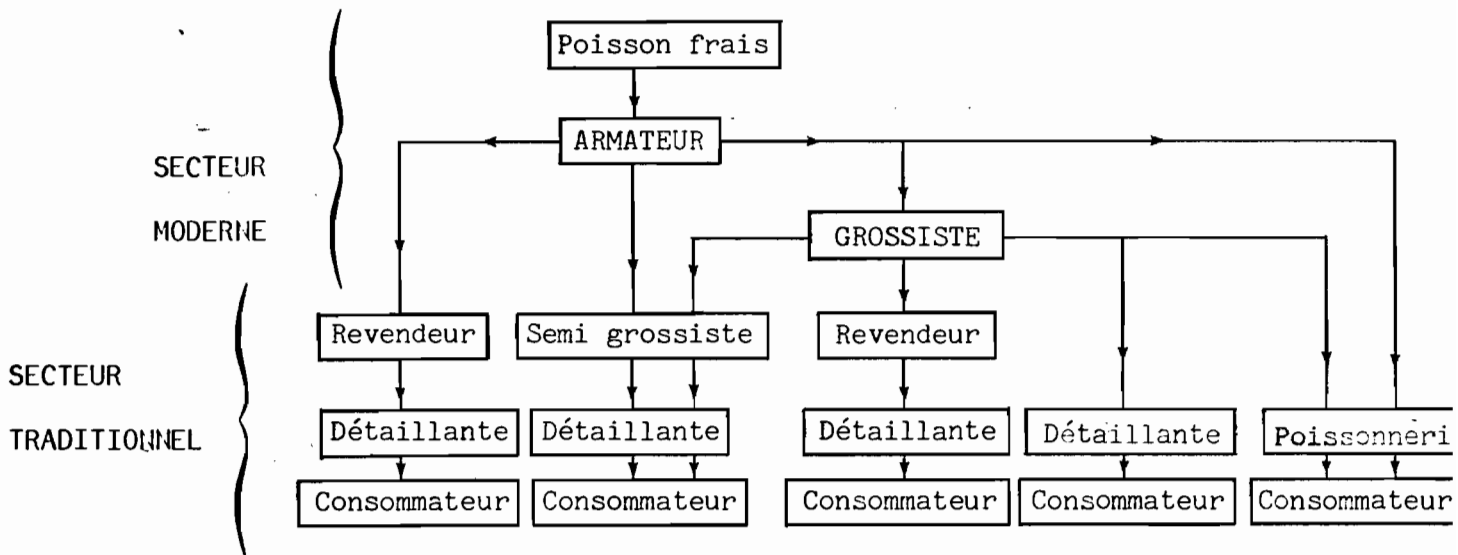 Poisson frais
ARMATEUR
SECTEUR
MODERNE
GROSSISTE
Revendeur
Semi grossiste
Revendeur
SECTEUR
TRADITIONNEL
Détaillante
Détaillante
Détaillante
Détaillante
Poissonneri
Consommateur
Consommateur
Consommateur
Consommateur
Consommateur